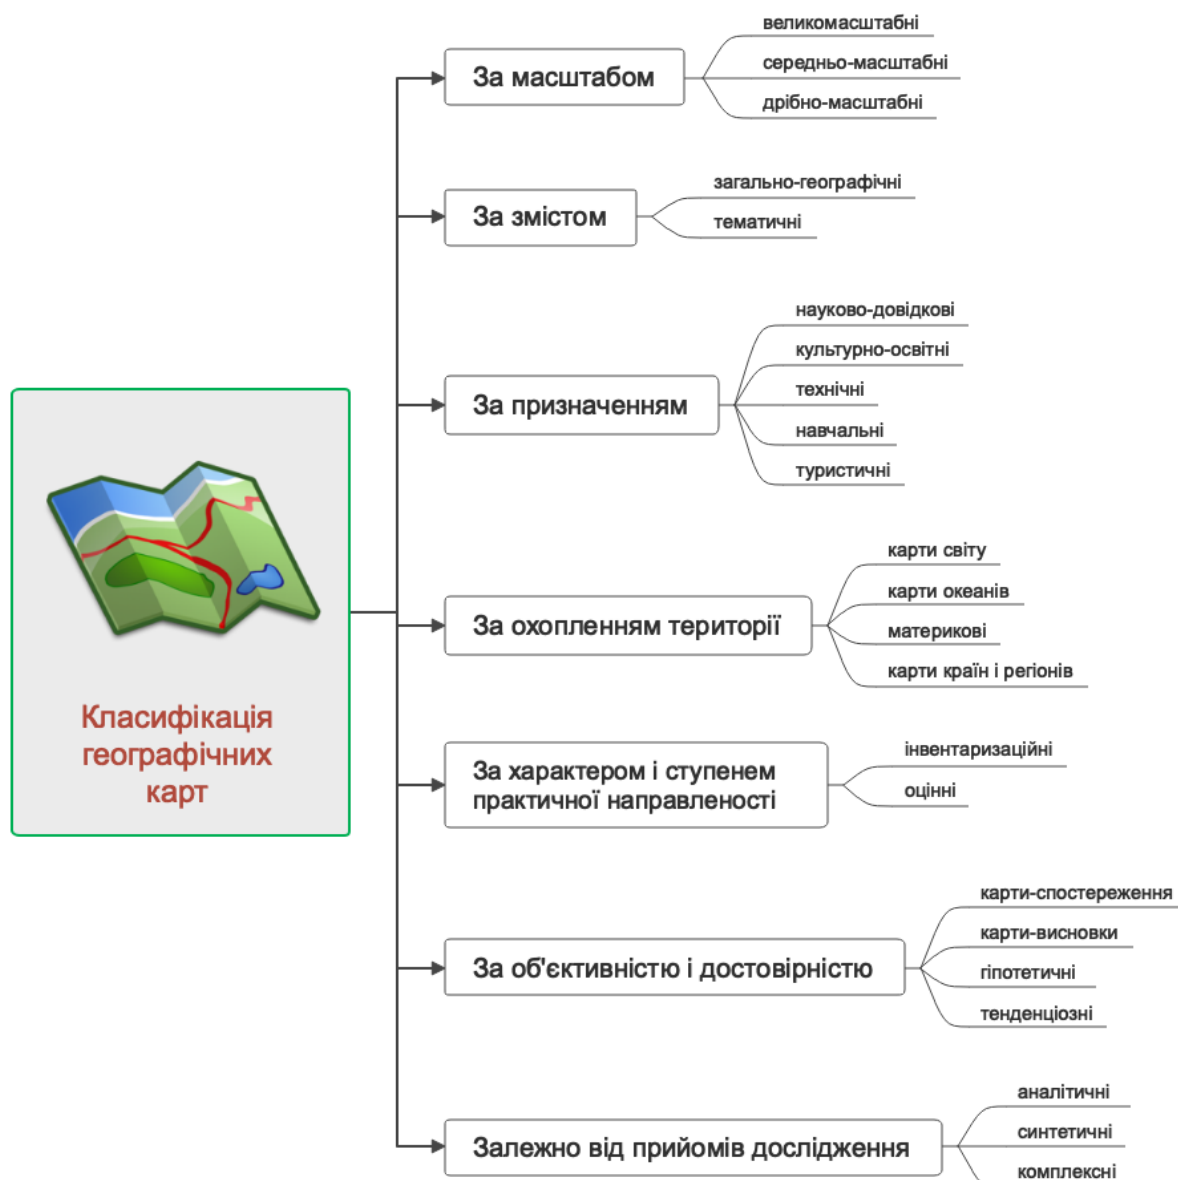 Класифікація
географічних
карт
За масштабом
великомасштабні
середньо-масштабні
дрібно-масштабні
За змістом
загально-географічні
тематичні
За призначенням
науково-довідкові
культурно-освітні
технічні
навчальні
туристичні
За охопленням території
карти світу
карти океанів
материкові
карти країн і регіонів
За характером і ступенем
практичної направленості
інвентаризаційні
оцінні
За об'єктивністю і достовірністю
карти-спостереження
карти-висновки
гіпотетичні
тенденціозні
Залежно від прийомів дослідження
аналітичні
синтетичні
комплексні